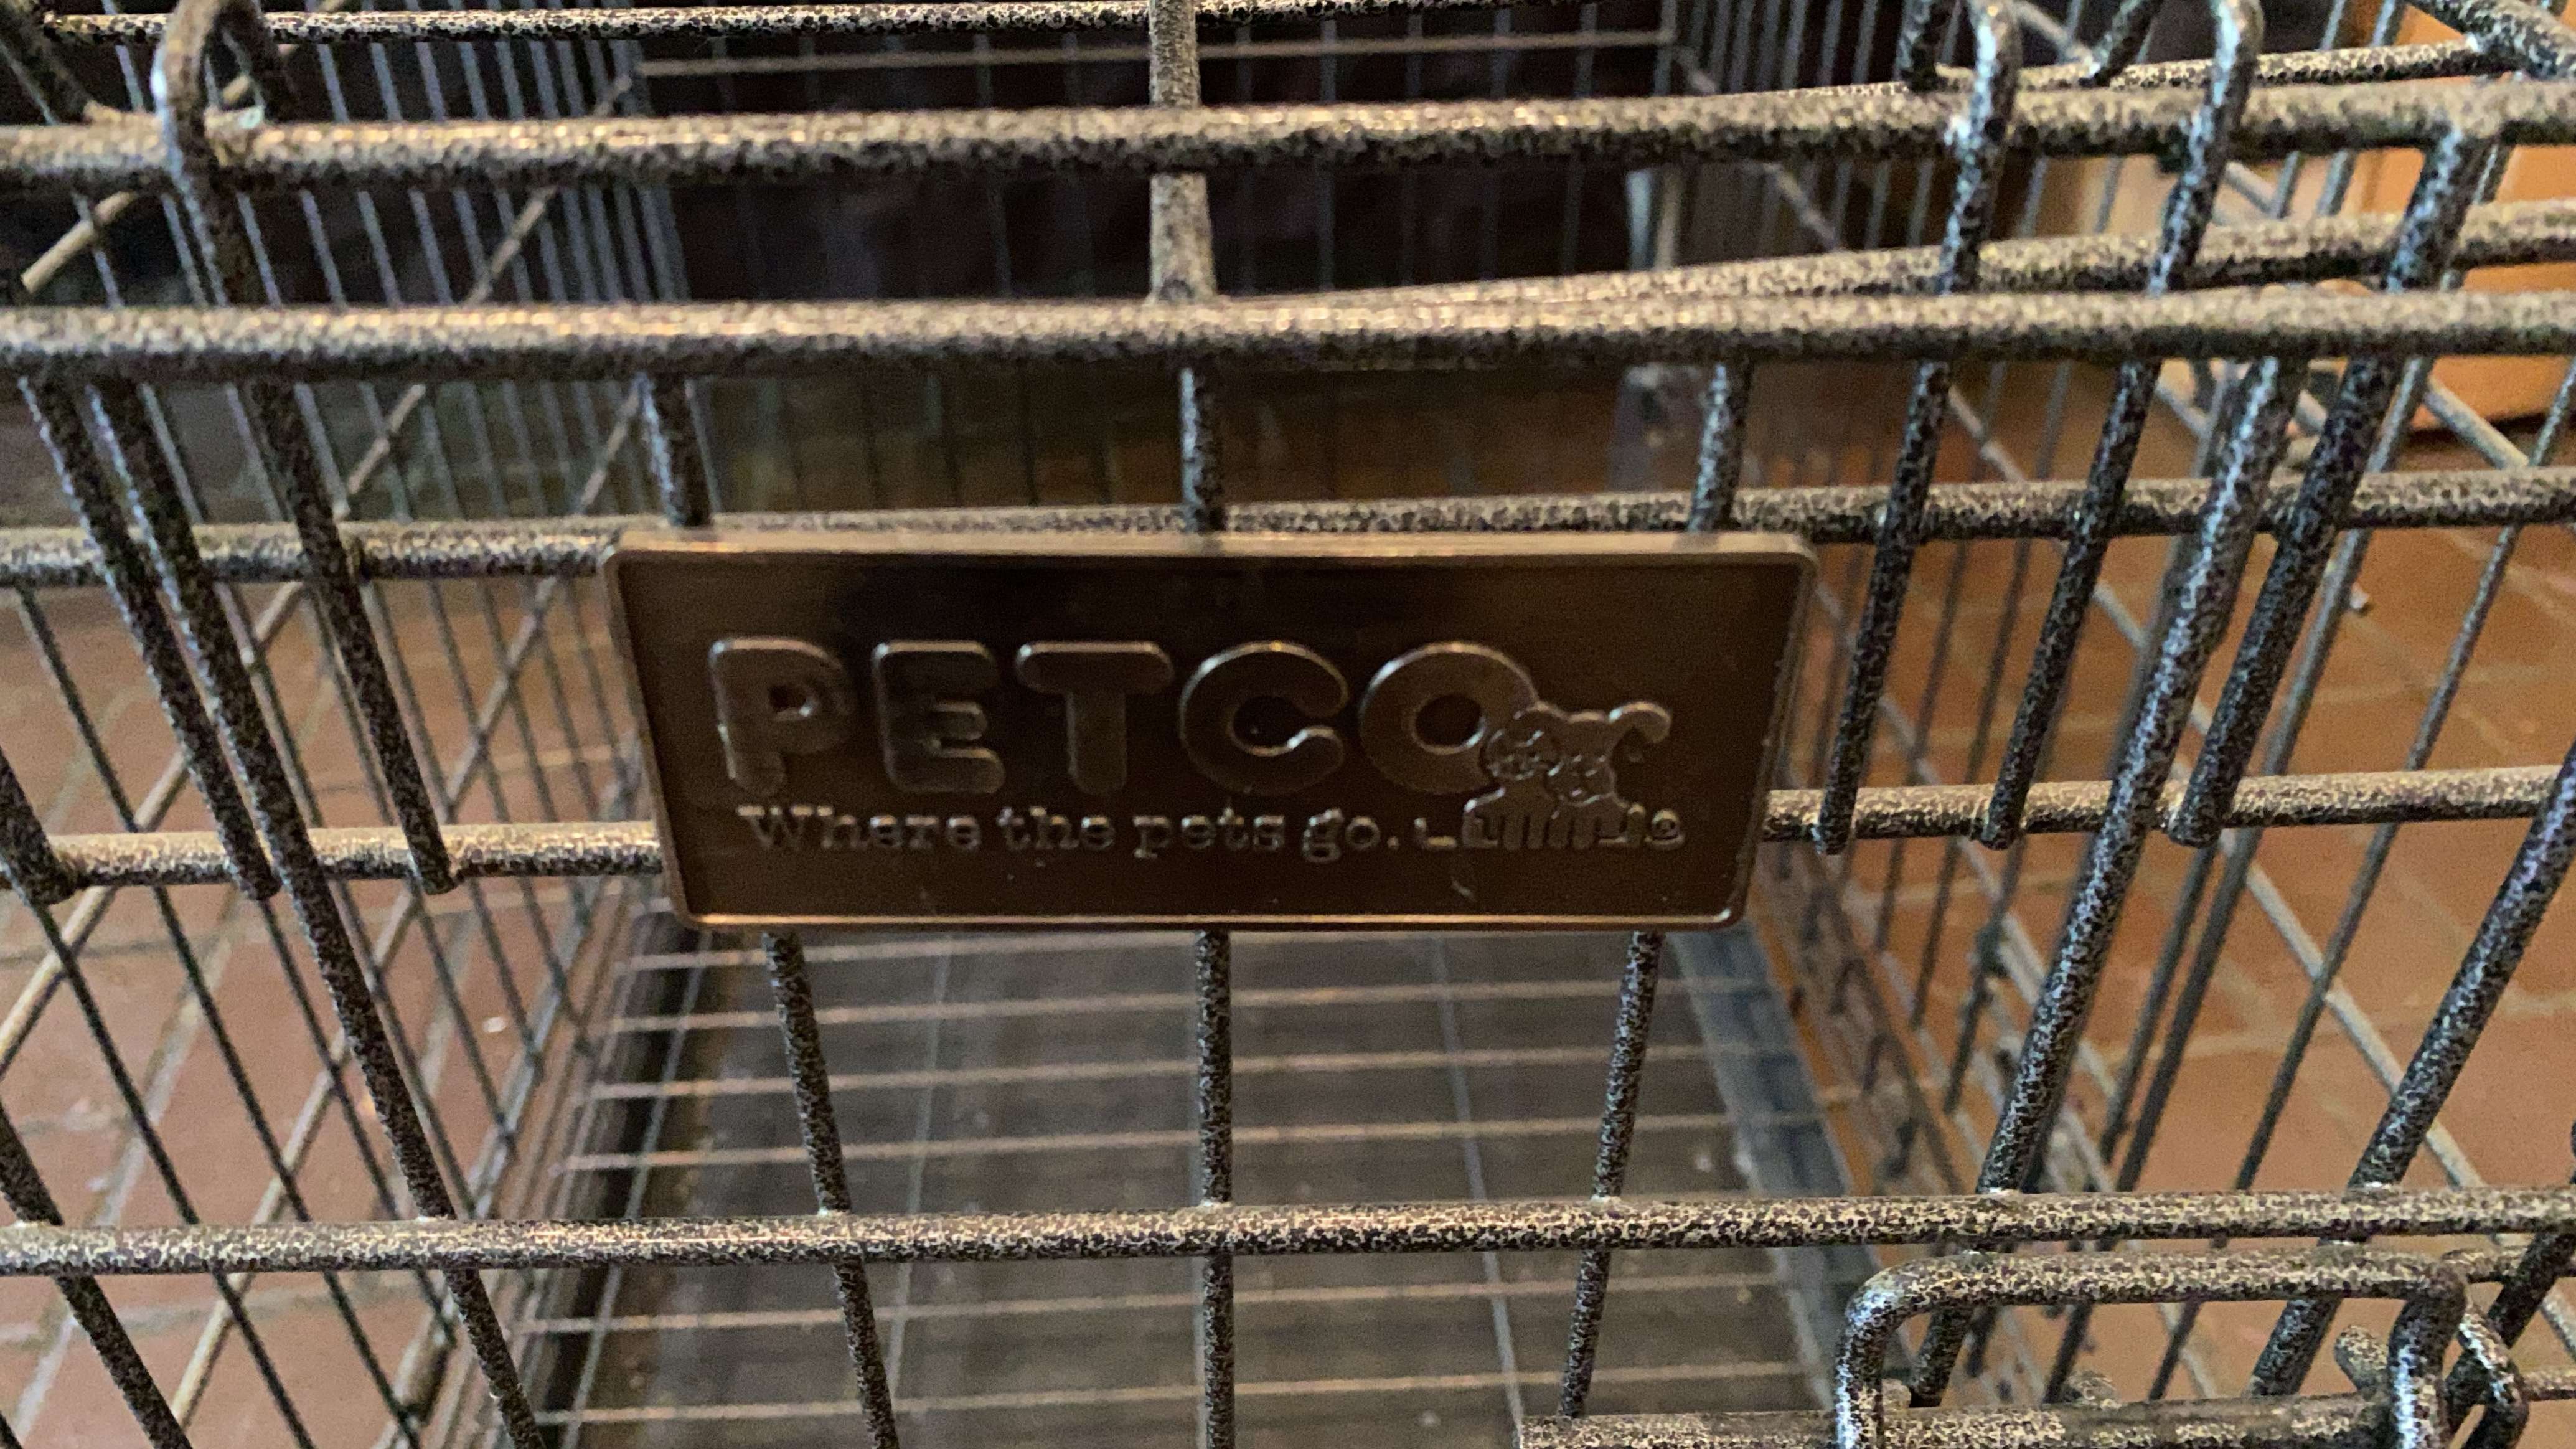 PETCO
Where the pets go.